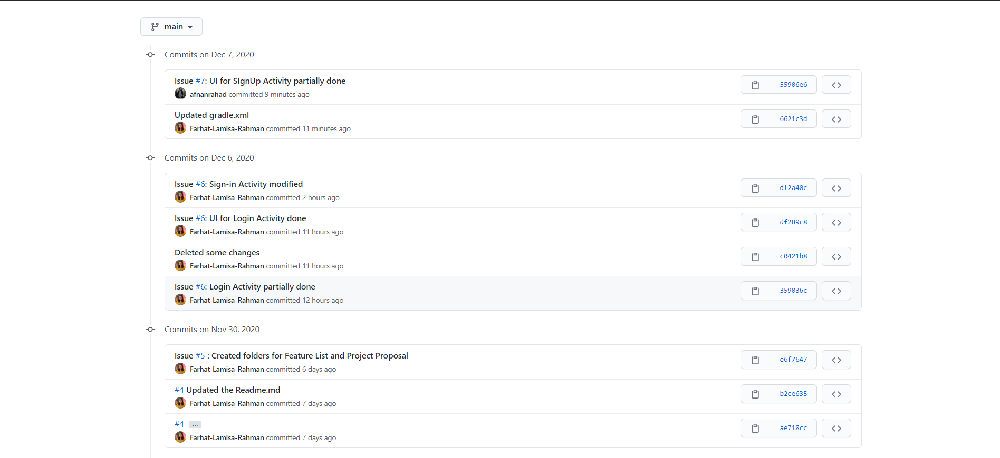 main
Commits on Dec 7, 2020
Issue #7: UI for SIgnUp Activity partially done
55906e6
afnanrahad committed 9 minutes ago
Updated gradle.xml
6621c3d
Farhat-Lamisa-Rahman committed 11 minutes ago
Commits on Dec 6, 2020
Issue #6: Sign-in Activity modified
df2a40c
Farhat-Lamisa-Rahman committed 2 hours ago
Issue #6: UI for Login Activity done
df289c8
Farhat-Lamisa-Rahman committed 11 hours ago
Deleted some changes
c0421b8
Farhat-Lamisa-Rahman committed 11 hours ago
Issue #6: Login Activity partially done
359036c
Farhat-Lamisa-Rahman committed 12 hours ago
Commits on Nov 30, 2020
Issue #5 : Created folders for Feature List and Project Proposal
e6f7647
Farhat-Lamisa-Rahman committed 6 days ago
#4 Updated the Readme.md
b2ce635
Farhat-Lamisa-Rahman committed 7 days ago
#4 ...
ae718cc
Farhat-Lamisa-Rahman committed 7 days ago